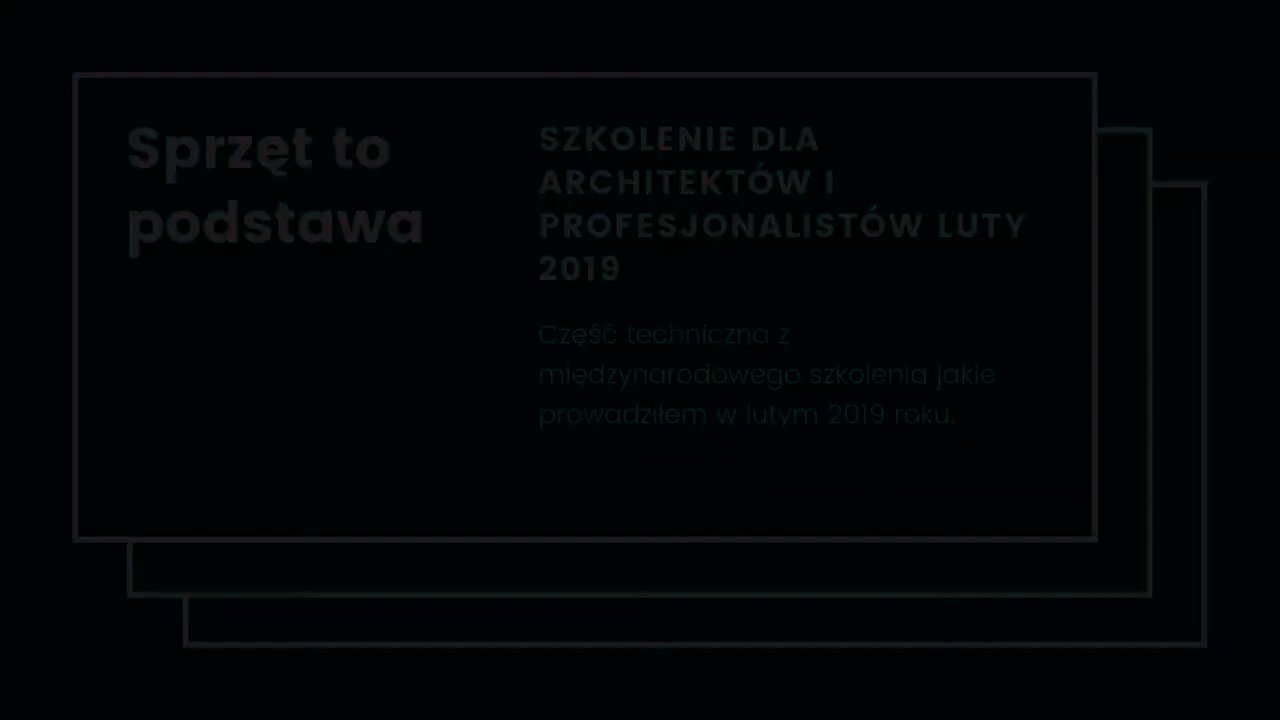 Sprzęt to
podstawa
SZKOLENIE DLA
ARCHITEKTÓW I
PROFESJONALISTÓW LUTY
2019
Część techniczna z
międzynarodowego szkolenia jakie
prowadziłem w lutym 2019 roku.